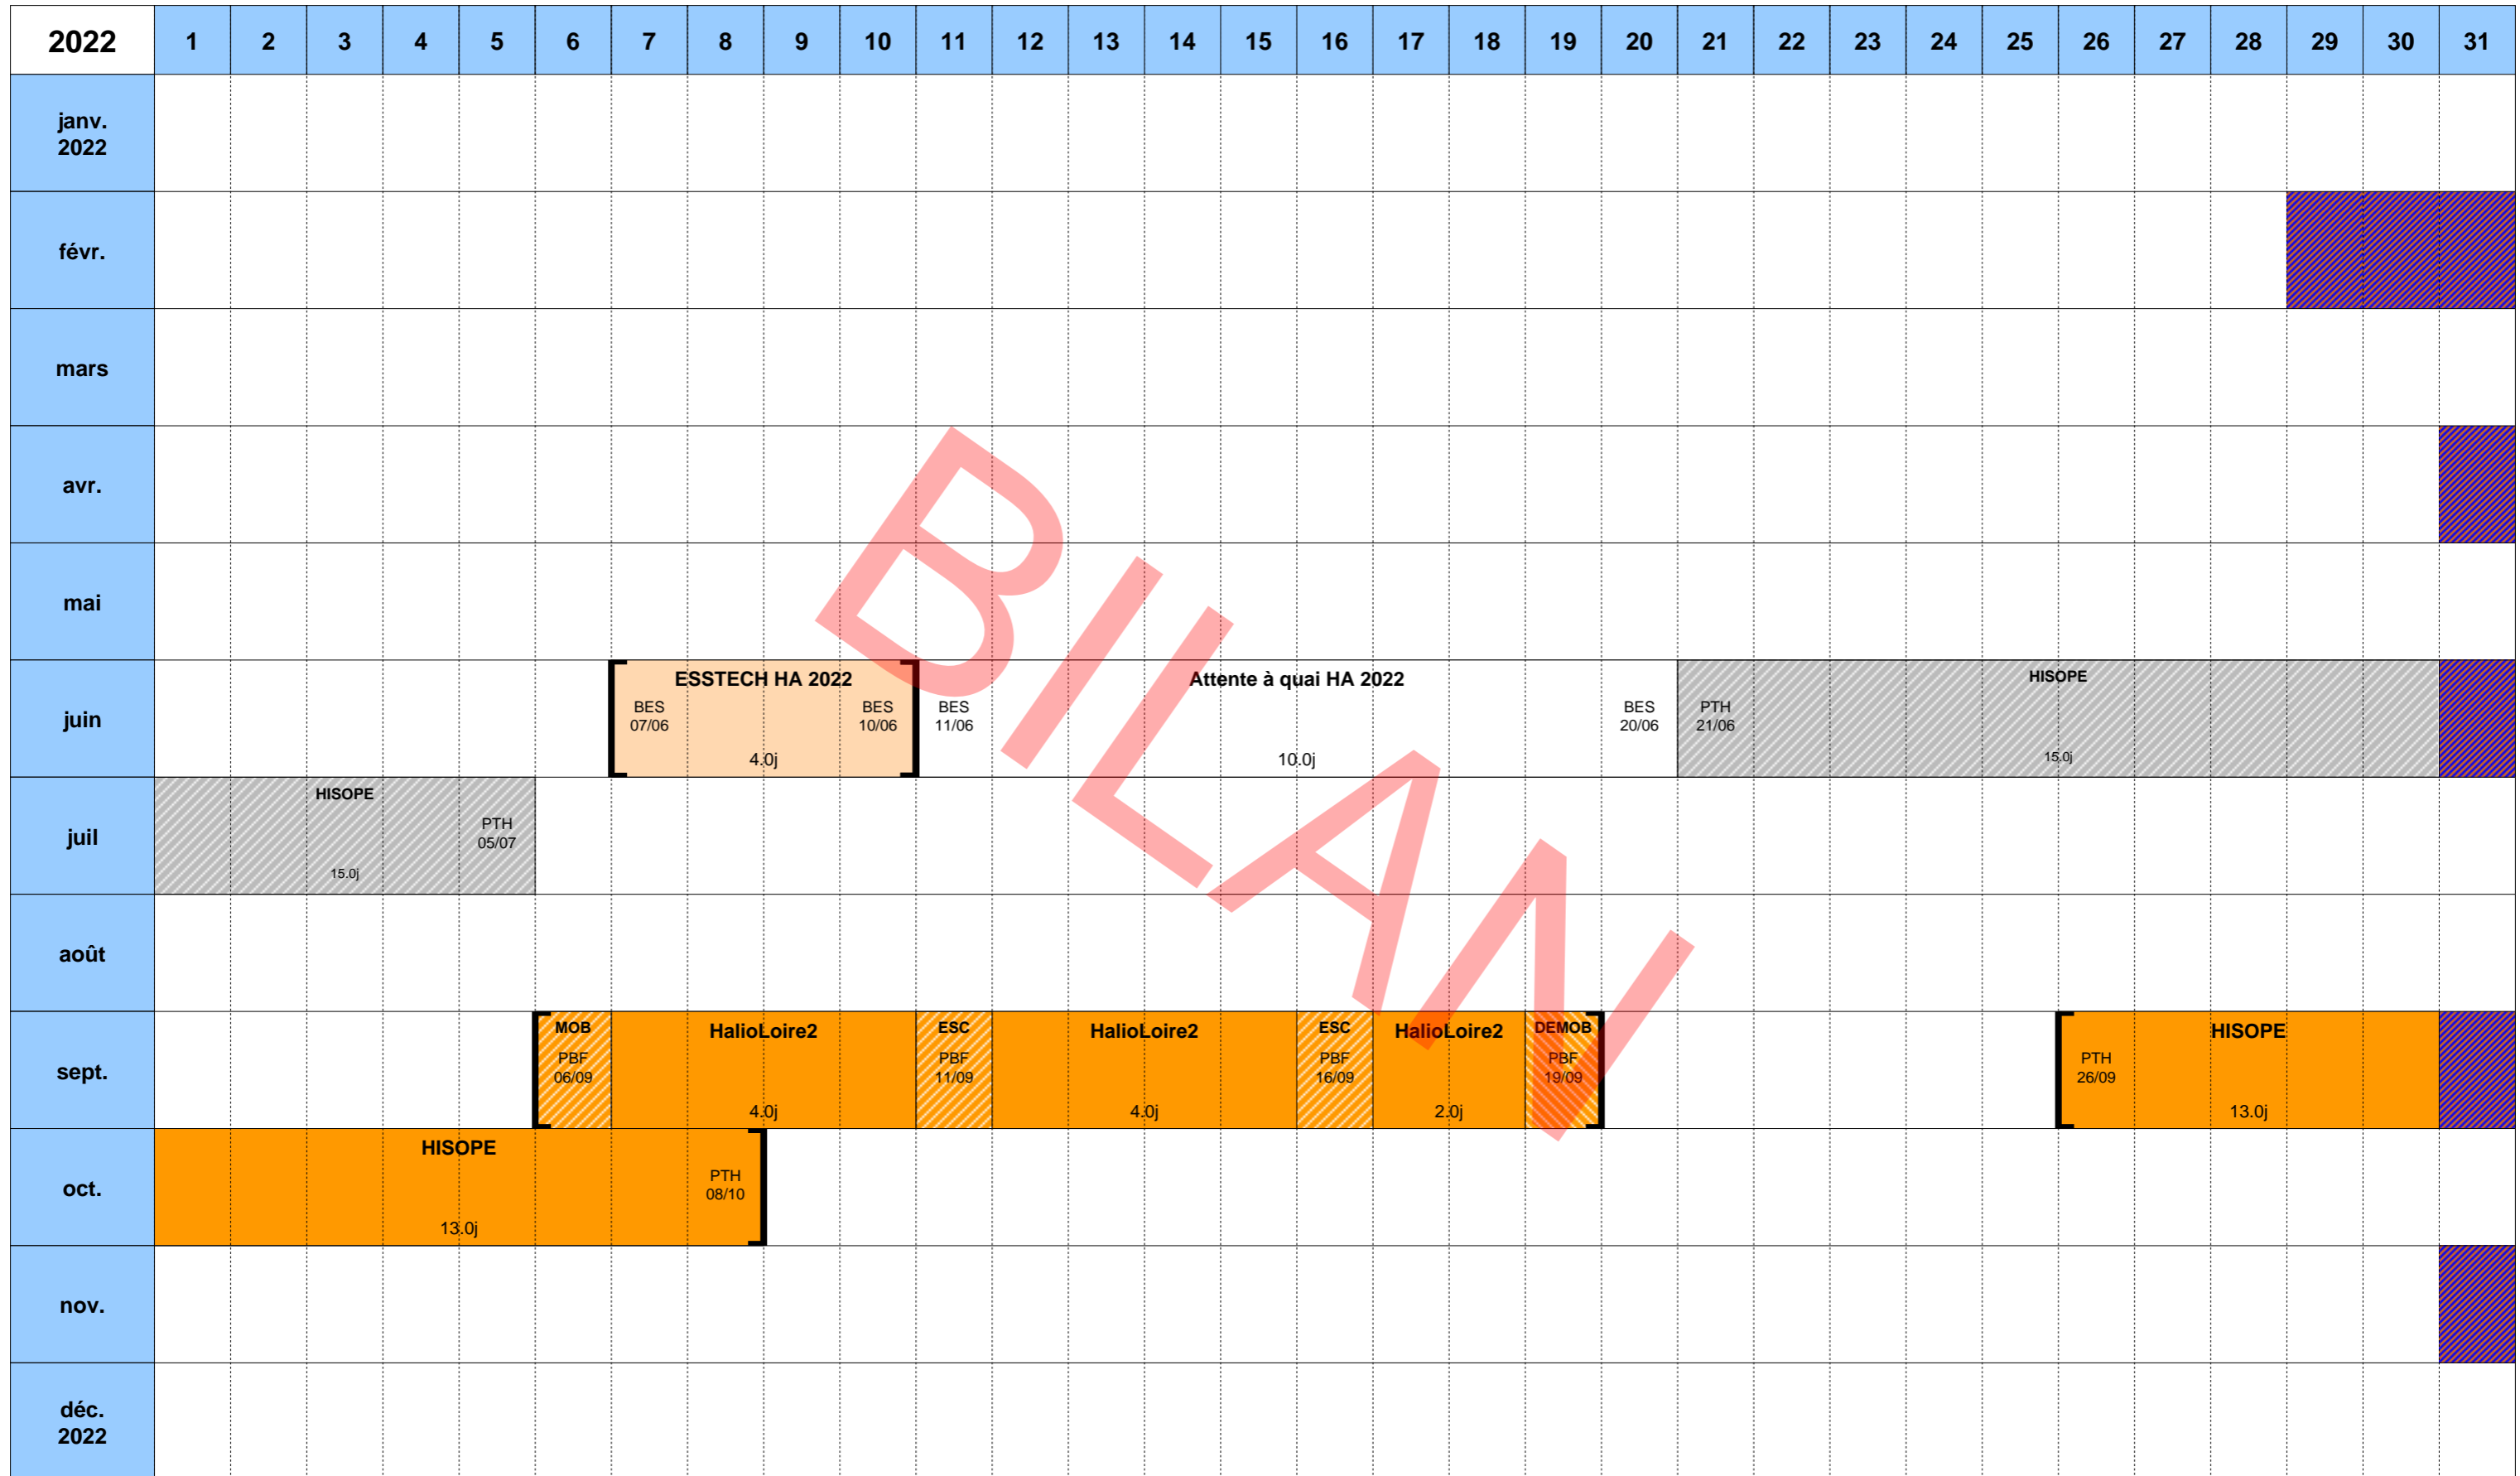 2022 1 2 3 4 5 6 7 8 9 10 11 12 13 14 15 16 17 18 19 20 21 22 23 24 25 26 27 28 29 30 31
janv.
2022
févr.
mars
avr.
mai
juin
ESSTECH HA 2022
BES
07/06
BES
10/06
4.0j
Attente à quai HA 2022
BES
11/06
BES
20/06
10.0j
HISOPE
PTH
21/06
15.0j
juil
HISOPE
PTH
05/07
15.0j
août
sept.
MOB
PBF
06/09
HalioLoire2
4.0j
ESC
PBF
11/09
HalioLoire2
4.0j
ESC
PBF
16/09
HalioLoire2
2.0j
DEMOB
PBF
19/09
HISOPE
PTH
26/09
13.0j
oct.
HISOPE
PTH
08/10
13.0j
nov.
déc.
2022
BILAN